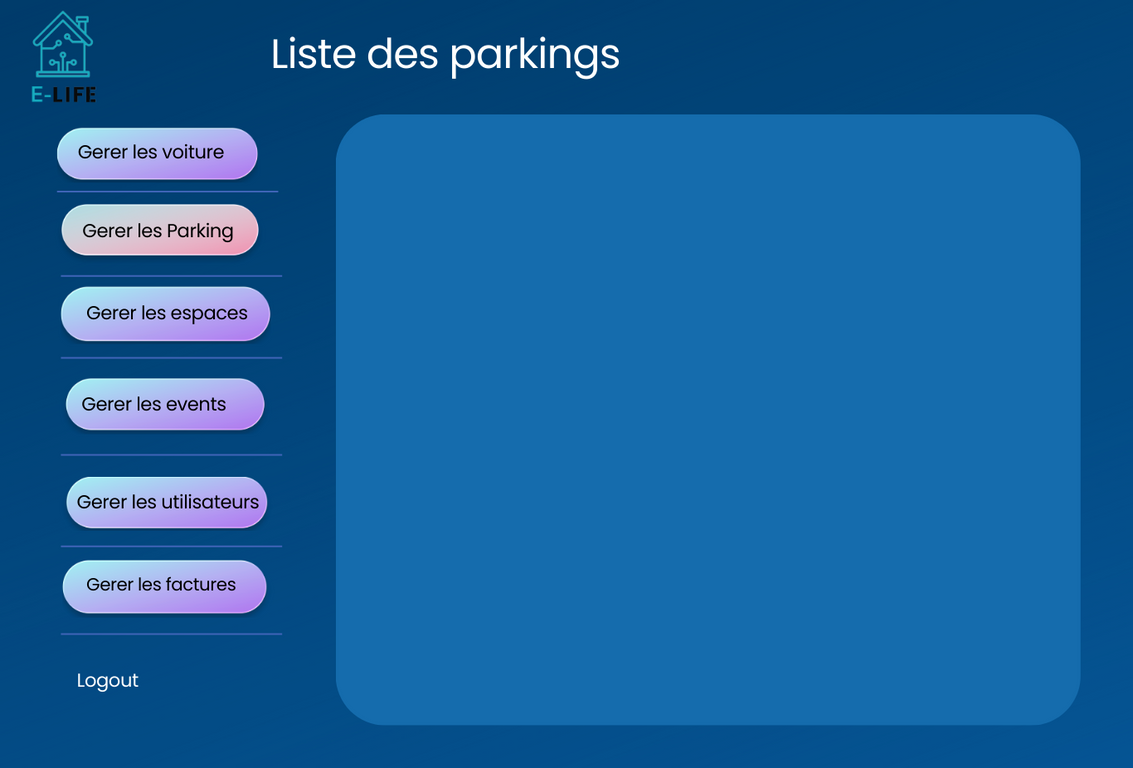 E-LIFE
Liste des parkings
Gerer les voiture
Gerer les Parking
Gerer les espaces
Gerer les events
Gerer les utilisateurs
Gerer les factures
Logout